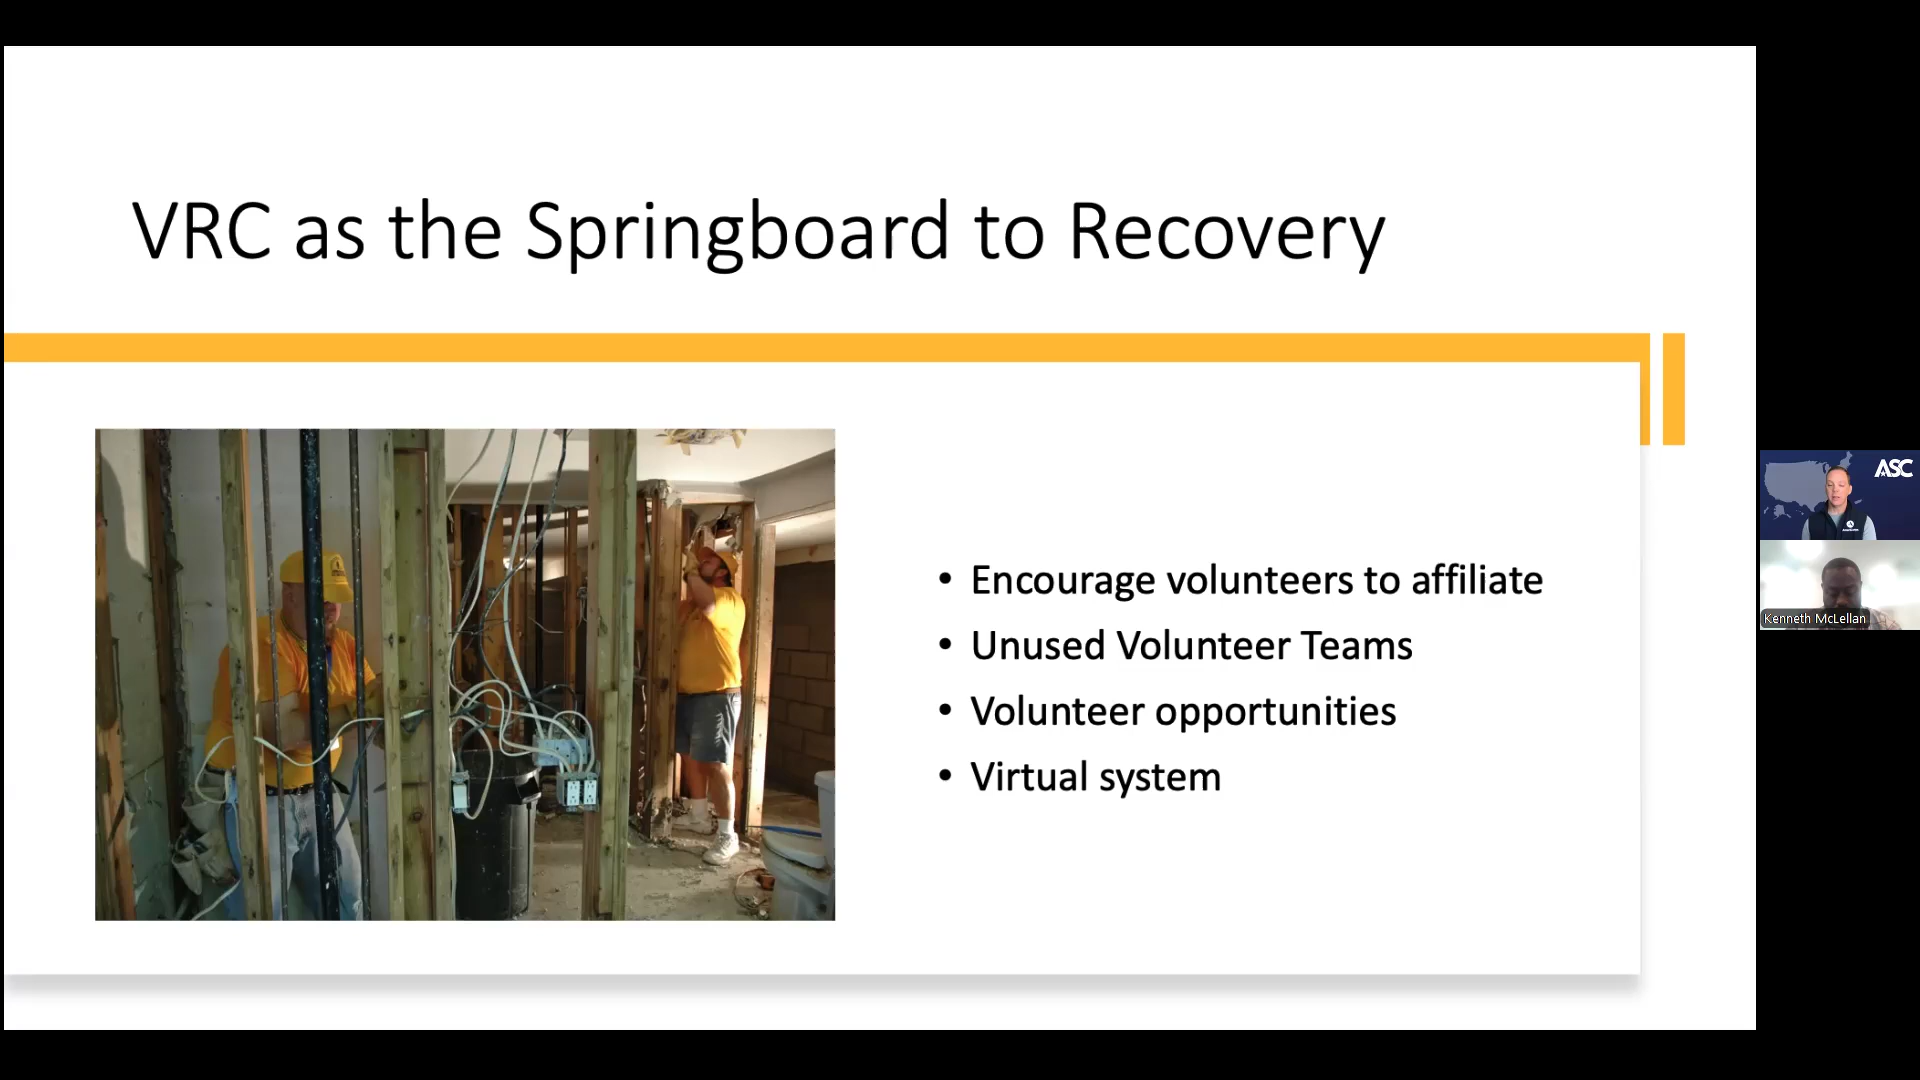 VRC as the Springboard to Recovery
• Encourage volunteers to affiliate
• Unused Volunteer Teams
• Volunteer opportunities
• Virtual system
ASC
Kenneth McLellan